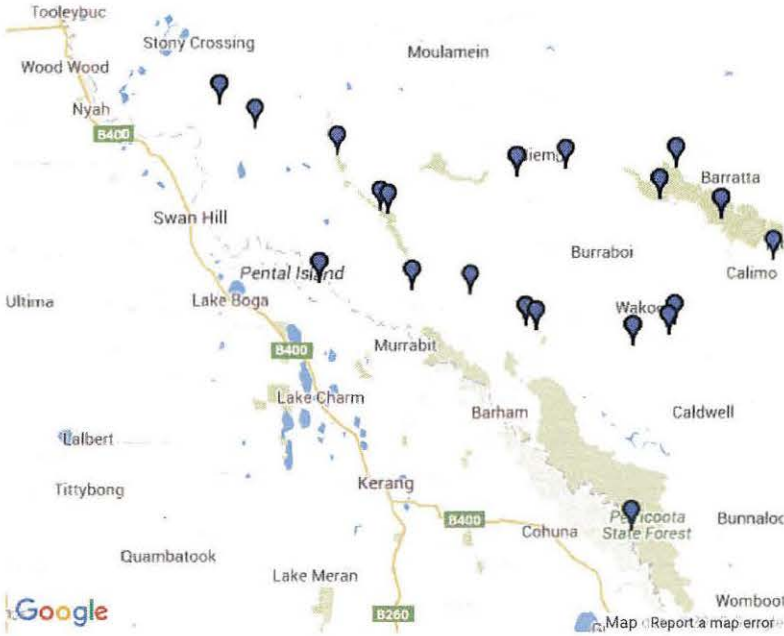 Tooleybuc
Stony Crossing
Moulamein
Wood Wood
Nyah
B400
Barratta
Swan Hill
Burraboi
Pental Island
Calimo
Ultima
Lake Boga
B400
Murrabit
Lake Charm
Barham
Caldwell
Lalbert
Tittybong
Kerang
B400
Cohuna
State Forest
Quambatook
Lake Meran
B260
Google
Map
Report a map error